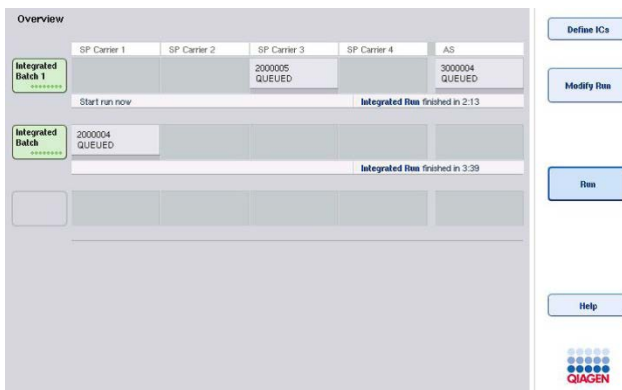 Overview
Define ICs
SP Carrier 1 SP Carrier 2 SP Carrier 3 SP Carrier 4 AS
Integrated
Batch 1
2000005
QUEUED
3000004
QUEUED
Modify Run
Start run now Integrated Run finished in 2:13
Integrated
Batch
2000004
QUEUED
Integrated Run finished in 3:39
Run
Help
QIAGEN